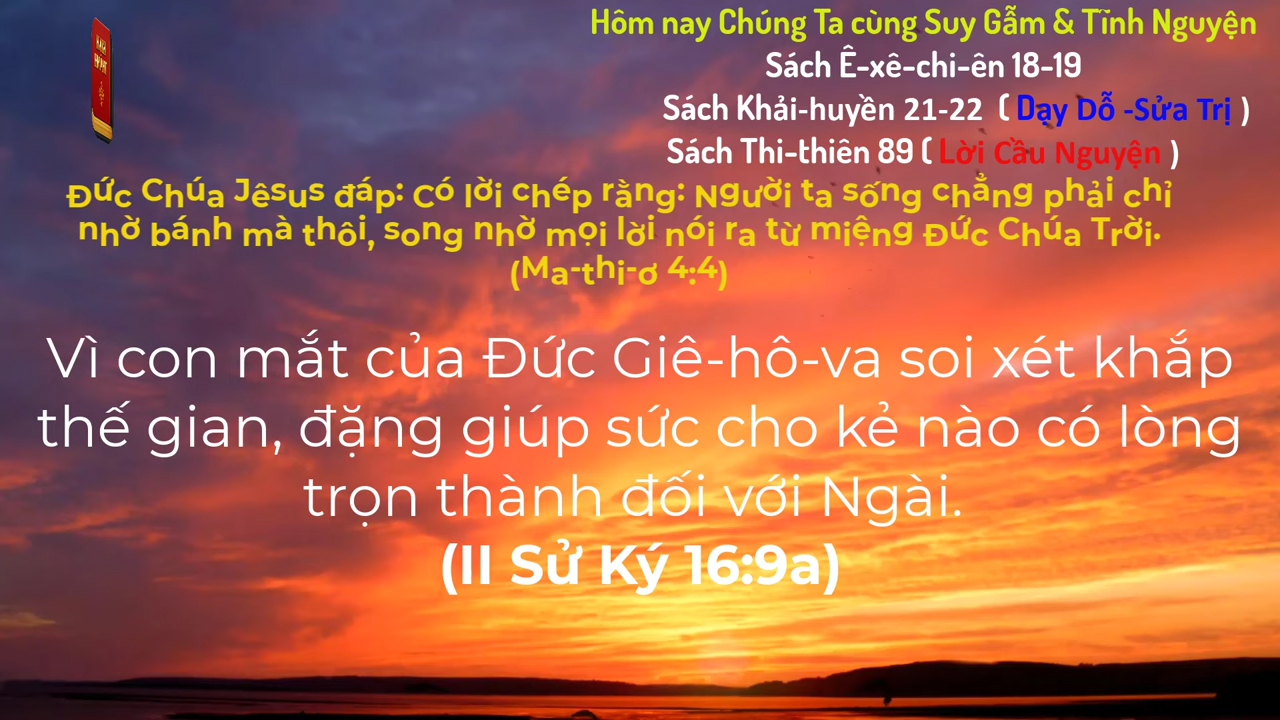 Hôm nay Chúng Ta cùng Suy Gẫm & Tĩnh Nguyện
Sách Ê-xê-chi-ên 18-19
Sách Khải-huyền 21-22 ( Dạy Dỗ -Sửa Trị )
Sách Thi-thiên 89 ( Lời Cầu Nguyện )
Đức Chúa Jêsus đáp: Có lời chép rằng: Người ta sống chẳng phải chỉ
nhờ bánh mà thôi, song nhờ mọi lời nói ra từ miệng Đức Chúa Trời.
(Ma-thi-ơ 4:4)
Vì con mắt của Đức Giê-hô-va soi xét khắp
thế gian, đặng giúp sức cho kẻ nào có lòng
trọn thành đối với Ngài.
(II Sử Ký 16:9a)